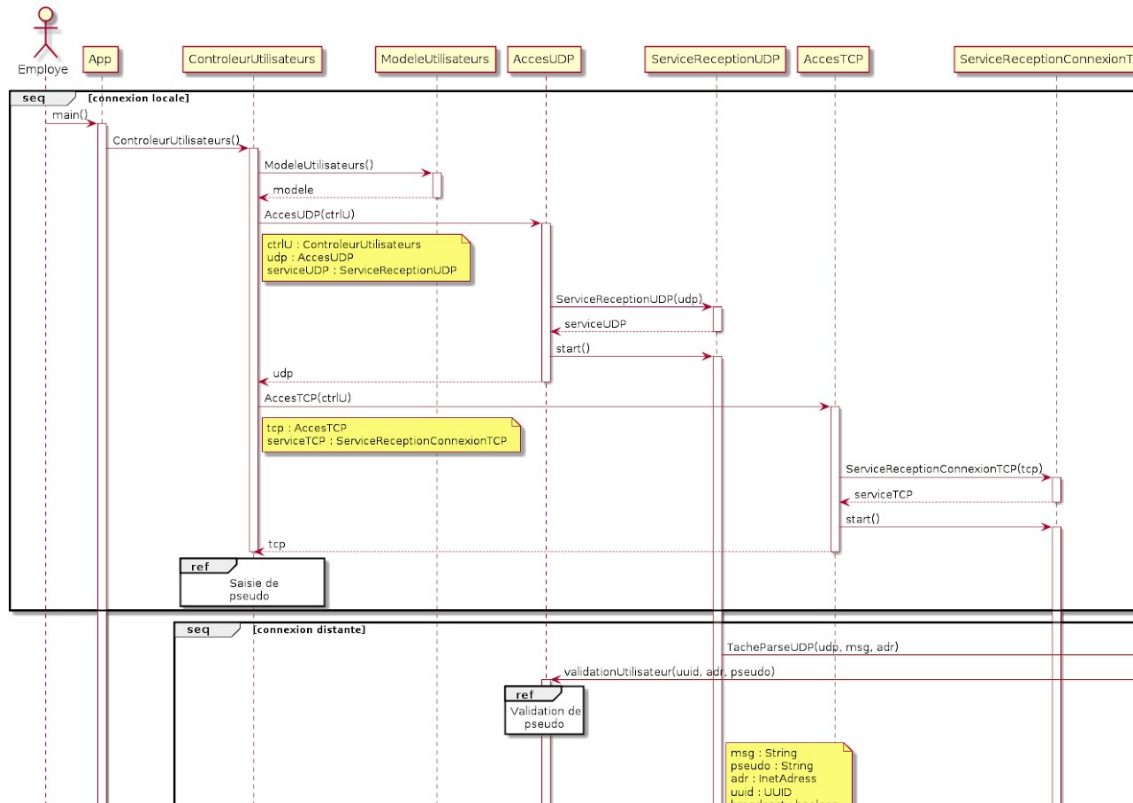 Employe
App
ControleurUtilisateurs
ModeleUtilisateurs
AccesUDP
ServiceReceptionUDP
AccesTCP
ServiceReceptionConnexionT
seq [connexion locale]
main()
ControleurUtilisateurs()
ModeleUtilisateurs()
modele
AccesUDP(ctrlU)
ctrlU : ControleurUtilisateurs
udp : AccesUDP
serviceUDP : ServiceReceptionUDP
ServiceReceptionUDP(udp)
serviceUDP
start()
udp
AccesTCP(ctrlU)
tcp : AccesTCP
serviceTCP : ServiceReceptionConnexionTCP
ServiceReceptionConnexionTCP(tcp)
serviceTCP
start()
tcp
ref
Saisie de
pseudo
seq [connexion distante]
TacheParseUDP(udp, msg, adr)
validationUtilisateur(uuid, adr, pseudo)
ref
Validation de
pseudo
msg : String
pseudo : String
adr : InetAdress
uuid : UUID